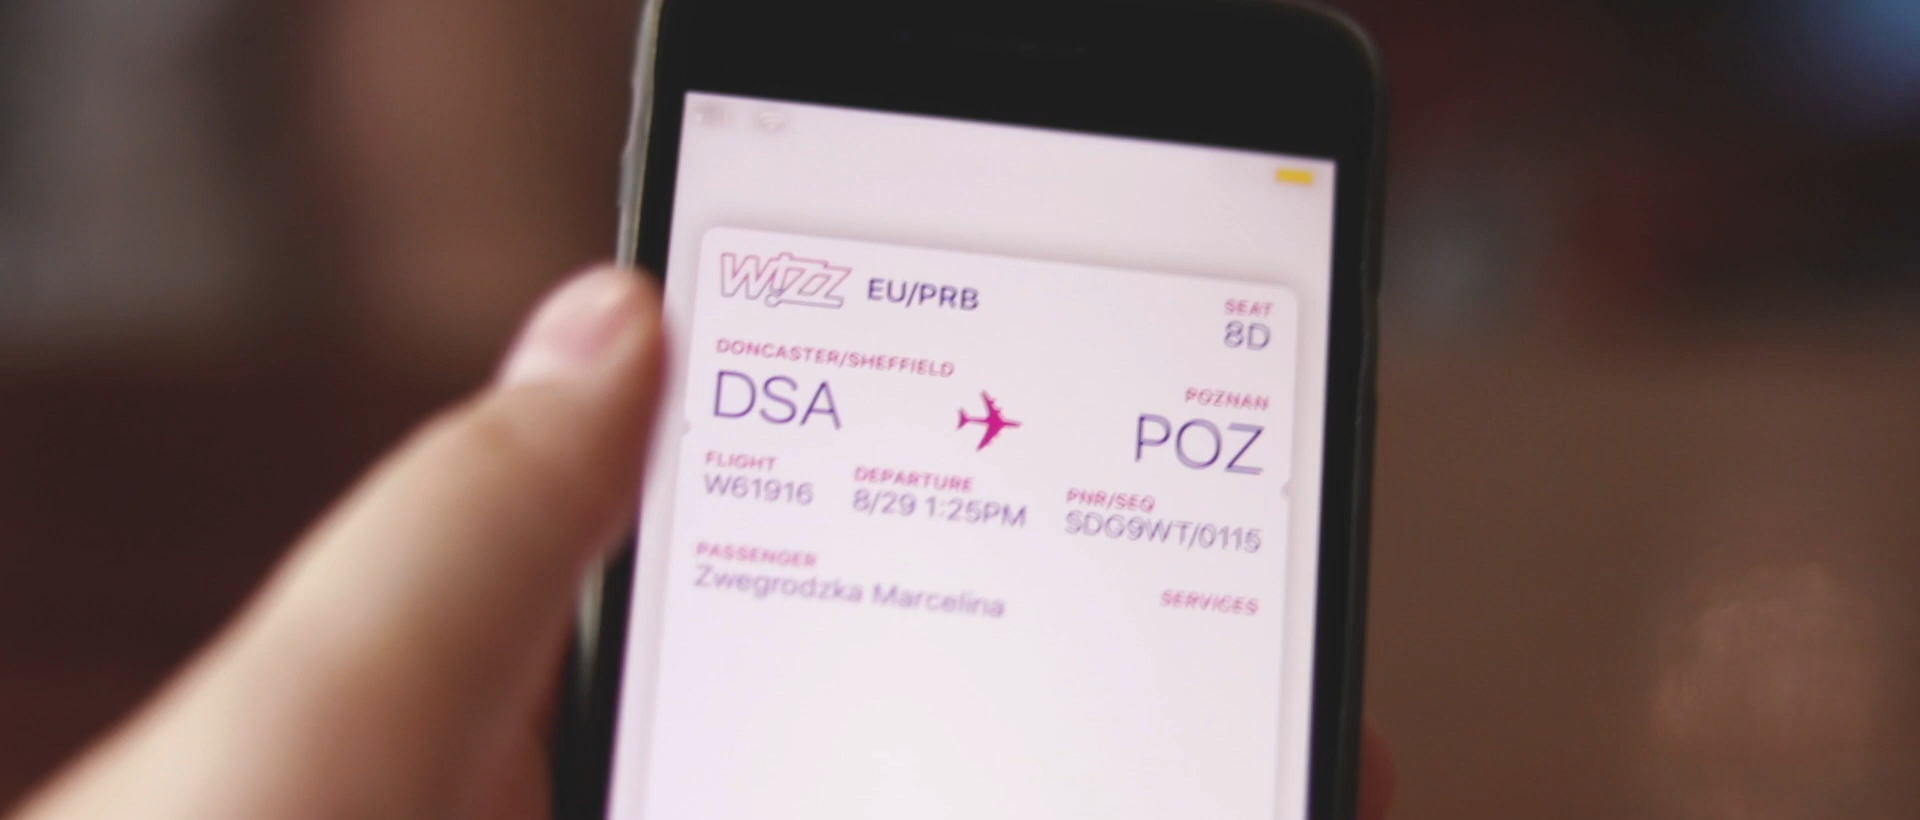 Wizz EU/PRB
SEAT
8D
DONCASTER/SHEFFIELD
POZNAN
DSA
POZ
FLIGHT
DEPARTURE
PNR/SEQ
W61916
8/29 1:25PM
SDG9WT/0115
PASSENGER
SERVICES
Zwegrodzka Marcelina